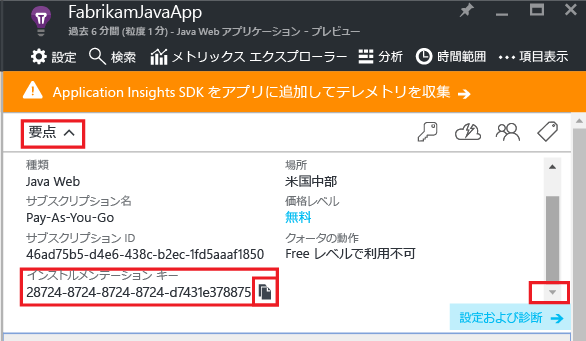 FabrikamJavaApp
過去 6 分間 (粒度 1 分) - Java Web アプリケーション - プレビュー
設定 検索 メトリックス エクスプローラー 分析 時間範囲 ... 項目表示
Application Insights SDK をアプリに追加してテレメトリを収集 →
要点
種類 場所
Java Web 米国中部
サブスクリプション名 価格レベル
Pay-As-You-Go 無料
サブスクリプション ID クォータの動作
46ad75b5-d4e6-438c-b2ec-1fd5aaaf1850 Free レベルで利用不可
インストルメンテーション キー
28724-8724-8724-8724-d7431e378875
設定および診断 →